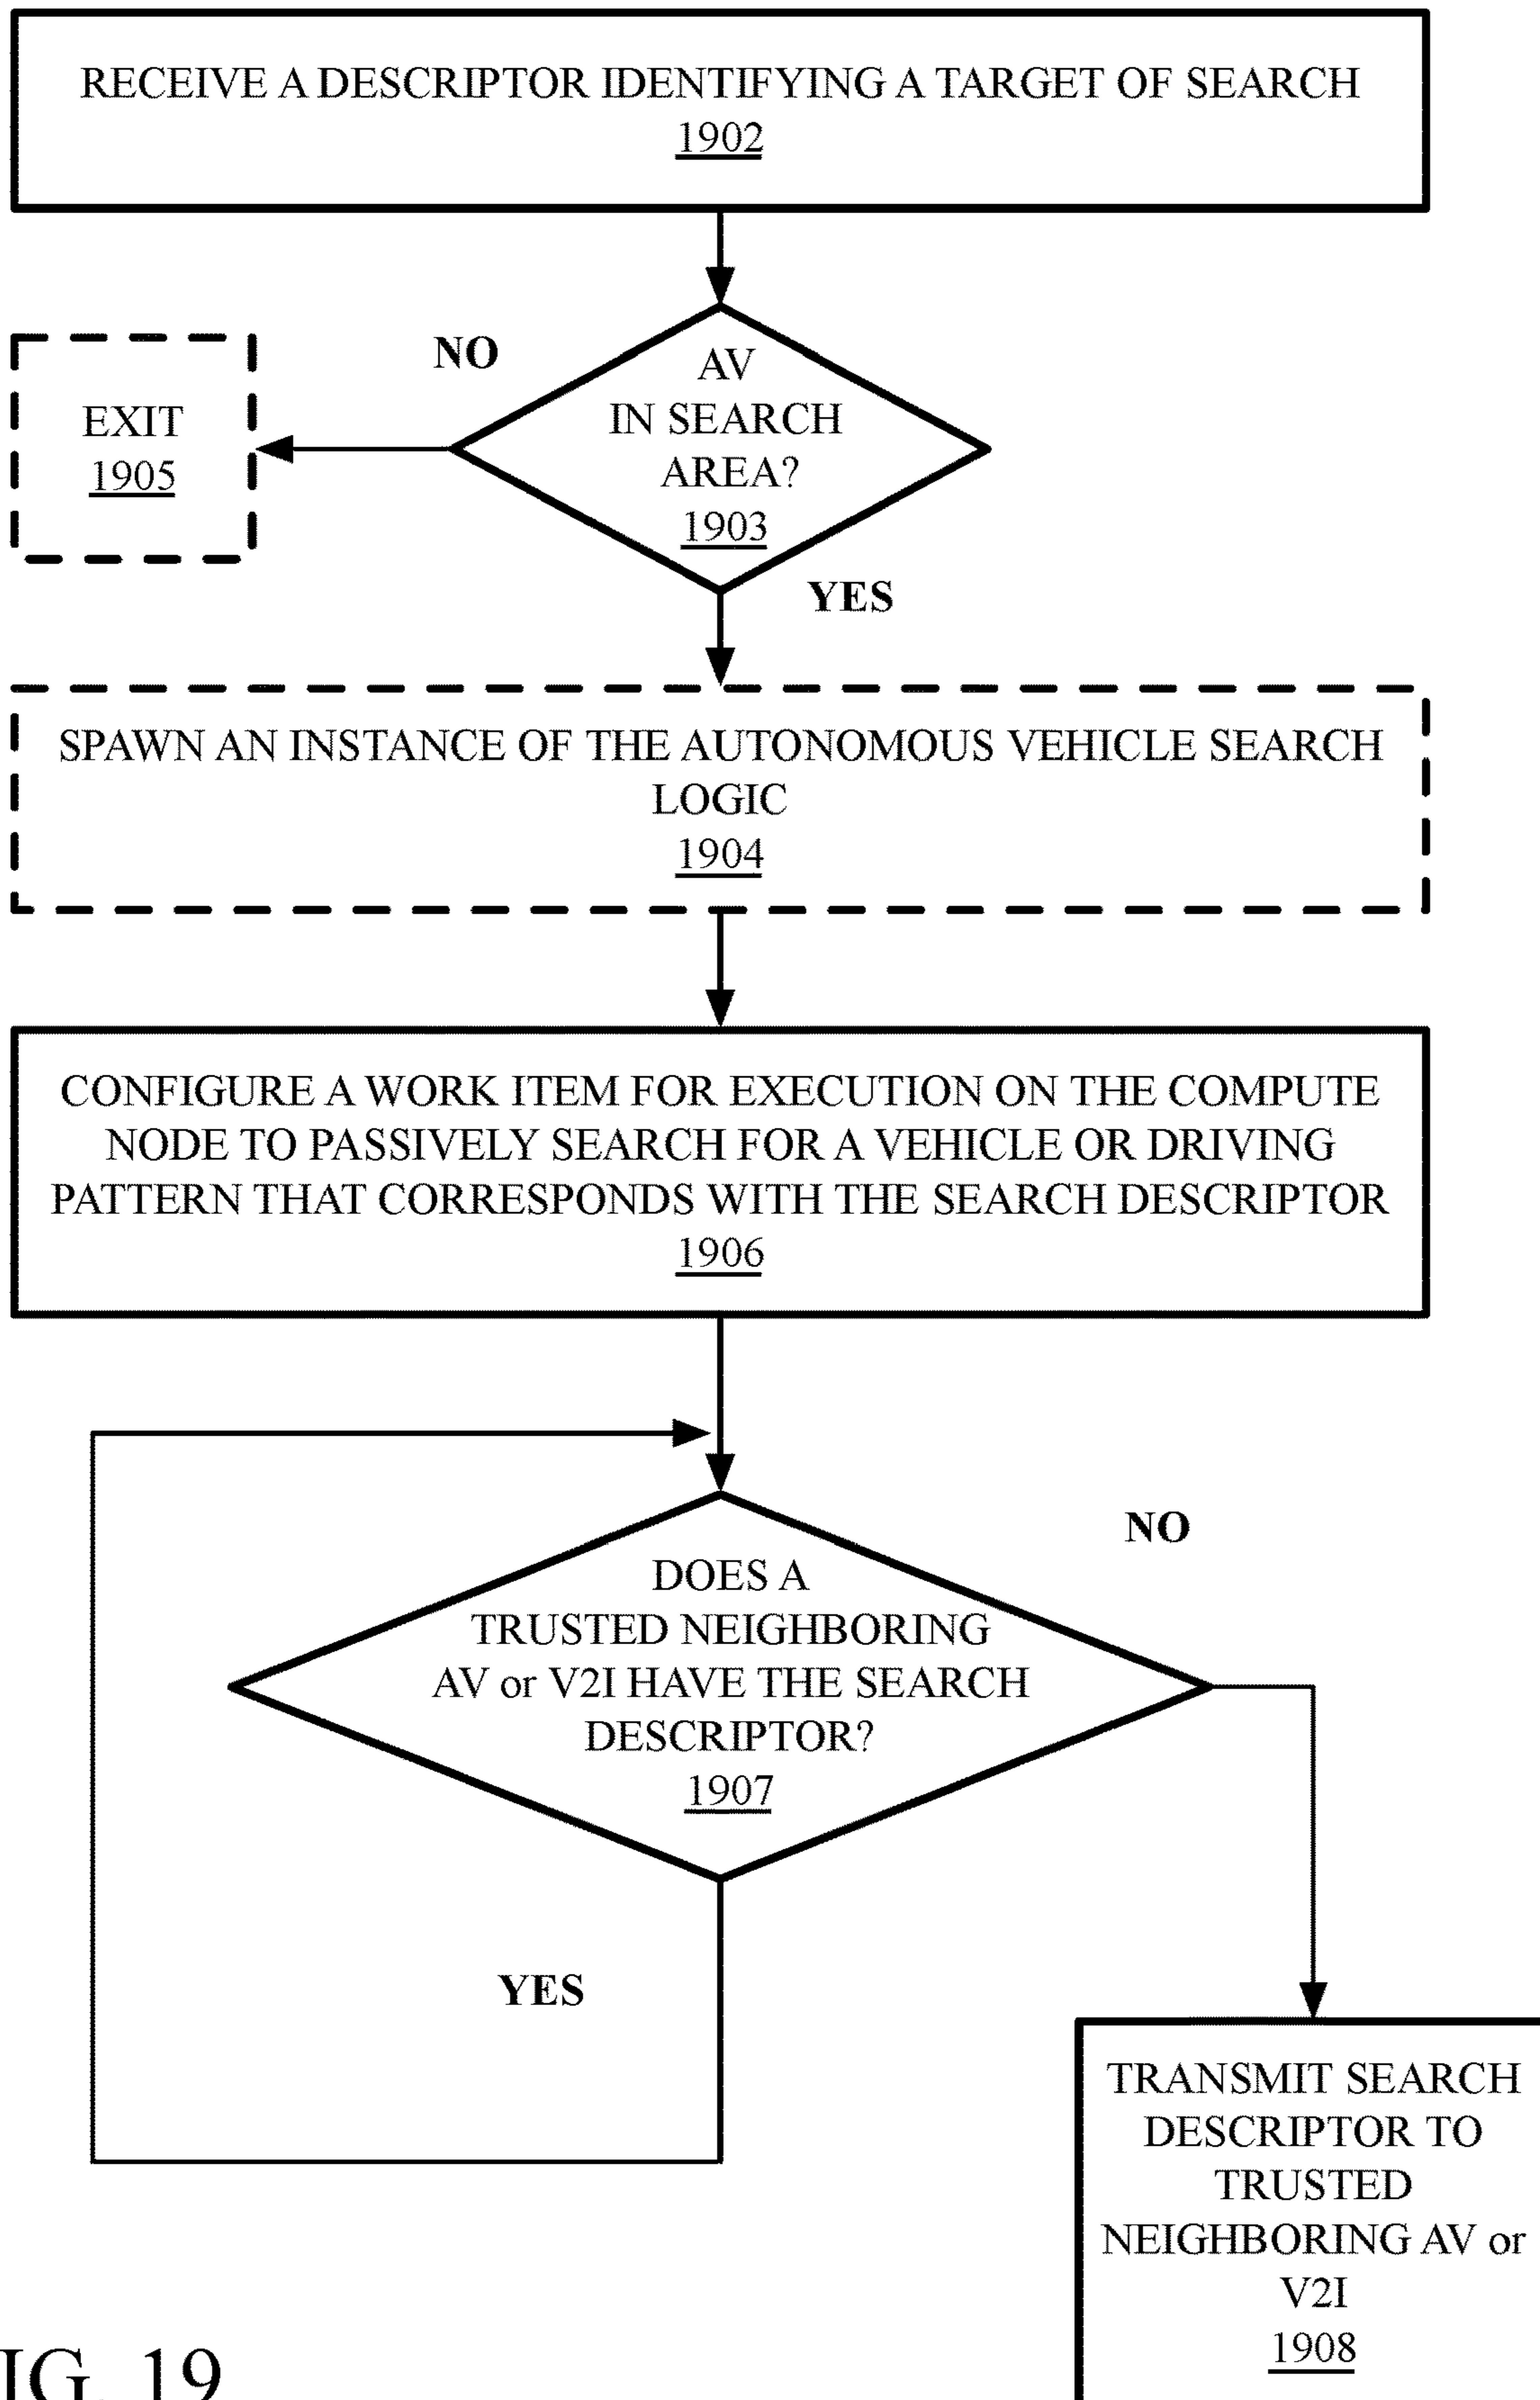 RECEIVE A DESCRIPTOR IDENTIFYING A TARGET OF SEARCH
1902
NO
AV
IN SEARCH
AREA?
1903
EXIT
1905
YES
SPAWN AN INSTANCE OF THE AUTONOMOUS VEHICLE SEARCH
LOGIC
1904
CONFIGURE A WORK ITEM FOR EXECUTION ON THE COMPUTE
NODE TO PASSIVELY SEARCH FOR A VEHICLE OR DRIVING
PATTERN THAT CORRESPONDS WITH THE SEARCH DESCRIPTOR
1906
NO
DOES A
TRUSTED NEIGHBORING
AV or V2I HAVE THE SEARCH
DESCRIPTOR?
1907
YES
TRANSMIT SEARCH
DESCRIPTOR TO
TRUSTED
NEIGHBORING AV or
V2I
1908
IG. 19